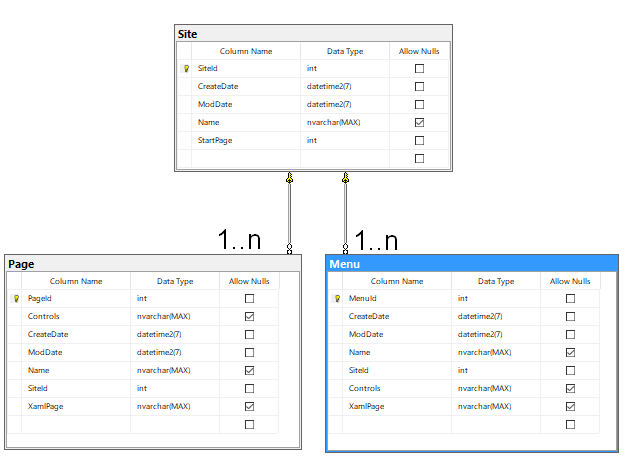 Site
Column Name Data Type Allow Nulls
SiteId int
CreateDate datetime2(7)
ModDate datetime2(7)
Name nvarchar(MAX)
StartPage int
1..n 1..n
Page
Column Name Data Type Allow Nulls
PageId int
Controls nvarchar(MAX)
CreateDate datetime2(7)
ModDate datetime2(7)
Name nvarchar(MAX)
SiteId int
XamlPage nvarchar(MAX)
Menu
Column Name Data Type Allow Nulls
MenuId int
CreateDate datetime2(7)
ModDate datetime2(7)
Name nvarchar(MAX)
SiteId int
Controls nvarchar(MAX)
XamlPage nvarchar(MAX)